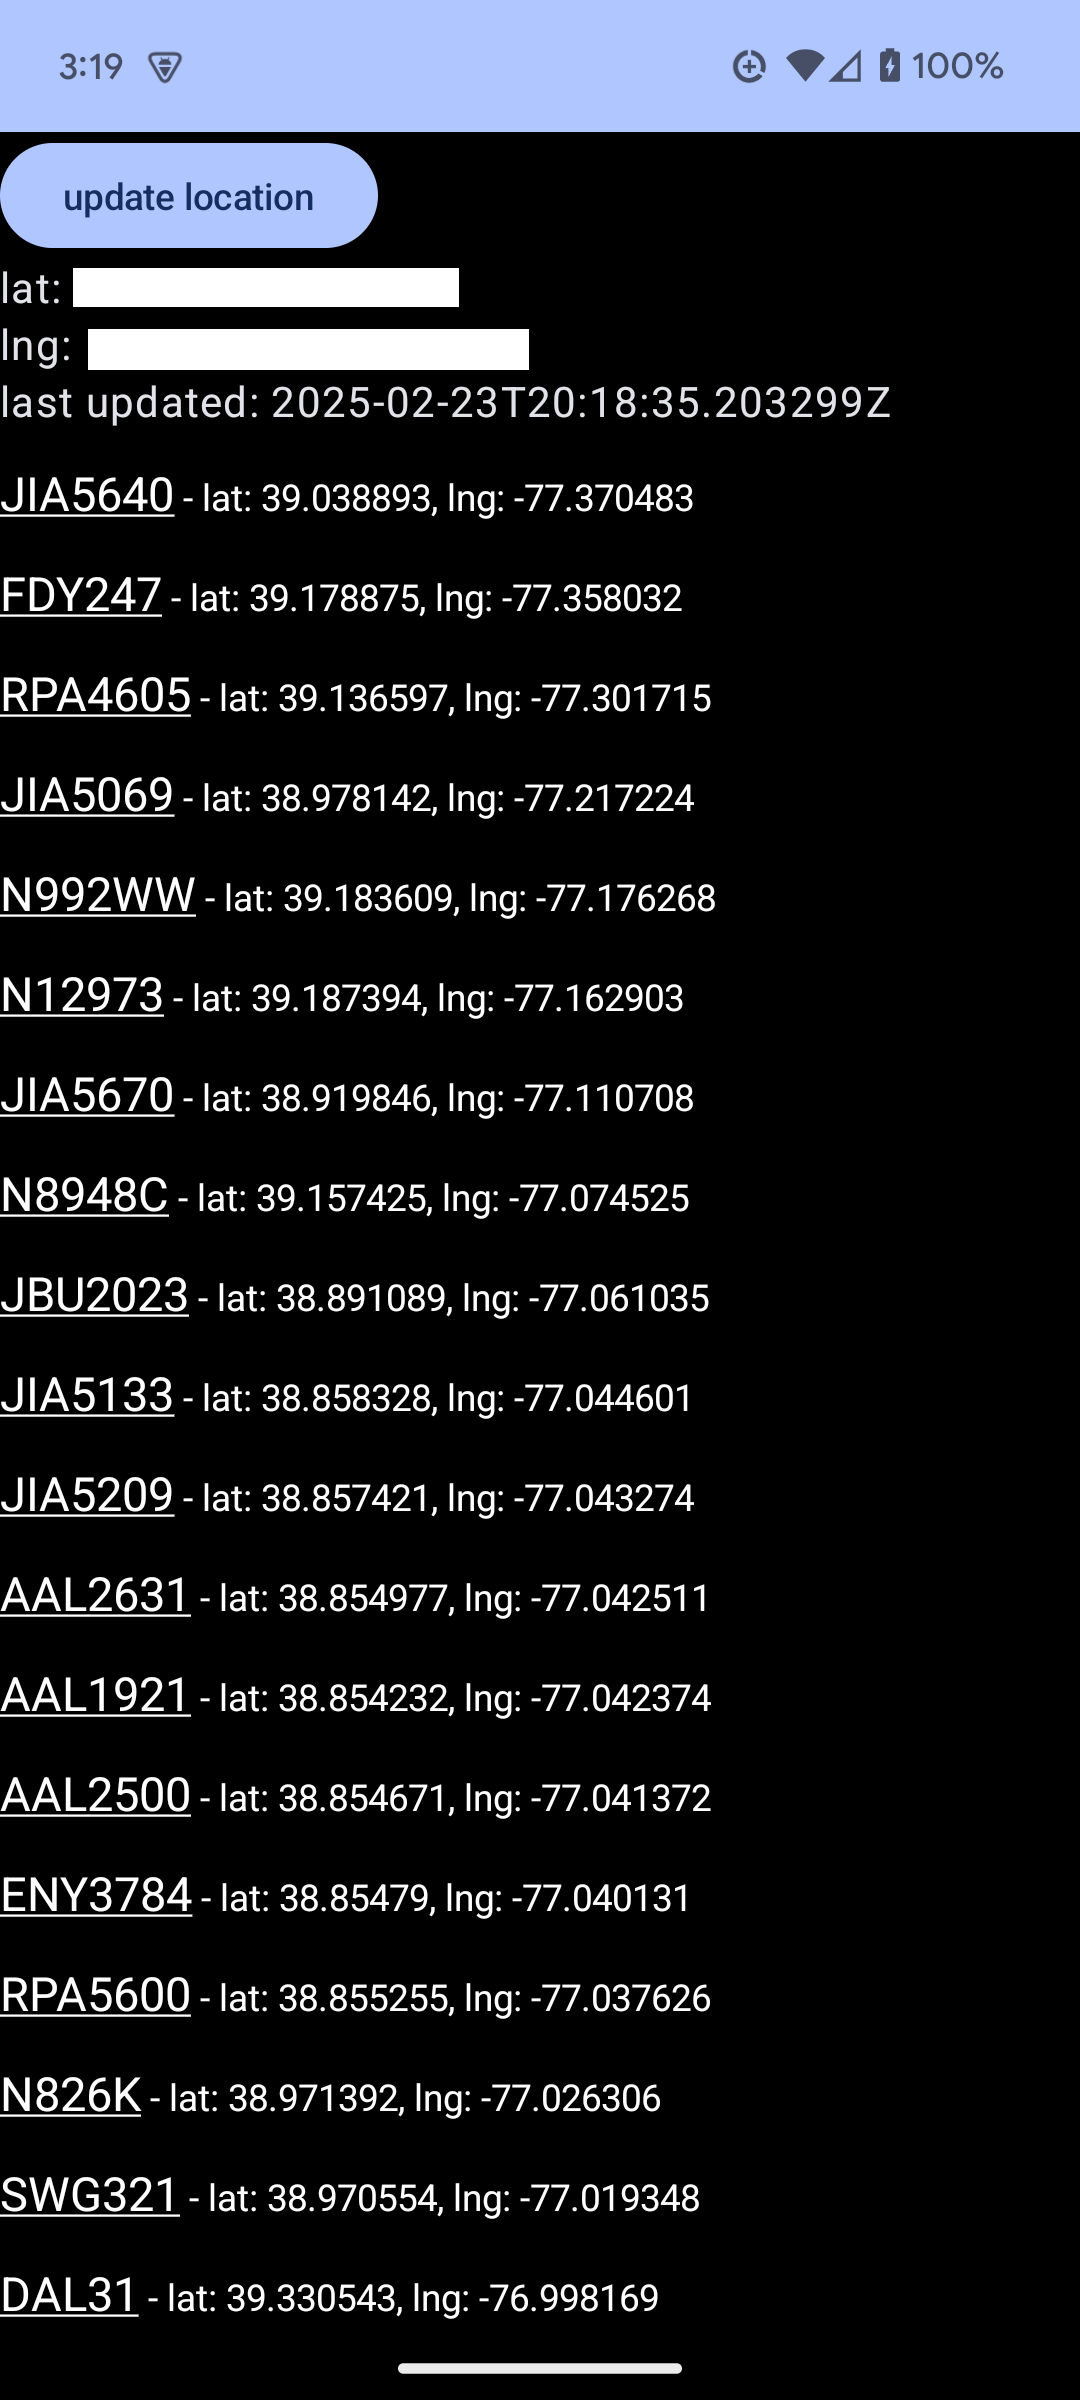 3:19 100%
update location
lat:
lng:
last updated: 2025-02-23T20:18:35.203299Z
JIA5640 - lat: 39.038893, lng: -77.370483
FDY247 - lat: 39.178875, lng: -77.358032
RPA4605 - lat: 39.136597, lng: -77.301715
JIA5069 - lat: 38.978142, lng: -77.217224
N992WW - lat: 39.183609, lng: -77.176268
N12973 - lat: 39.187394, lng: -77.162903
JIA5670 - lat: 38.919846, lng: -77.110708
N8948C - lat: 39.157425, lng: -77.074525
JBU2023 - lat: 38.891089, lng: -77.061035
JIA5133 - lat: 38.858328, lng: -77.044601
JIA5209 - lat: 38.857421, lng: -77.043274
AAL2631 - lat: 38.854977, lng: -77.042511
AAL1921 - lat: 38.854232, lng: -77.042374
AAL2500 - lat: 38.854671, lng: -77.041372
ENY3784 - lat: 38.85479, lng: -77.040131
RPA5600 - lat: 38.855255, lng: -77.037626
N826K - lat: 38.971392, lng: -77.026306
SWG321 - lat: 38.970554, lng: -77.019348
DAL31 - lat: 39.330543, lng: -76.998169